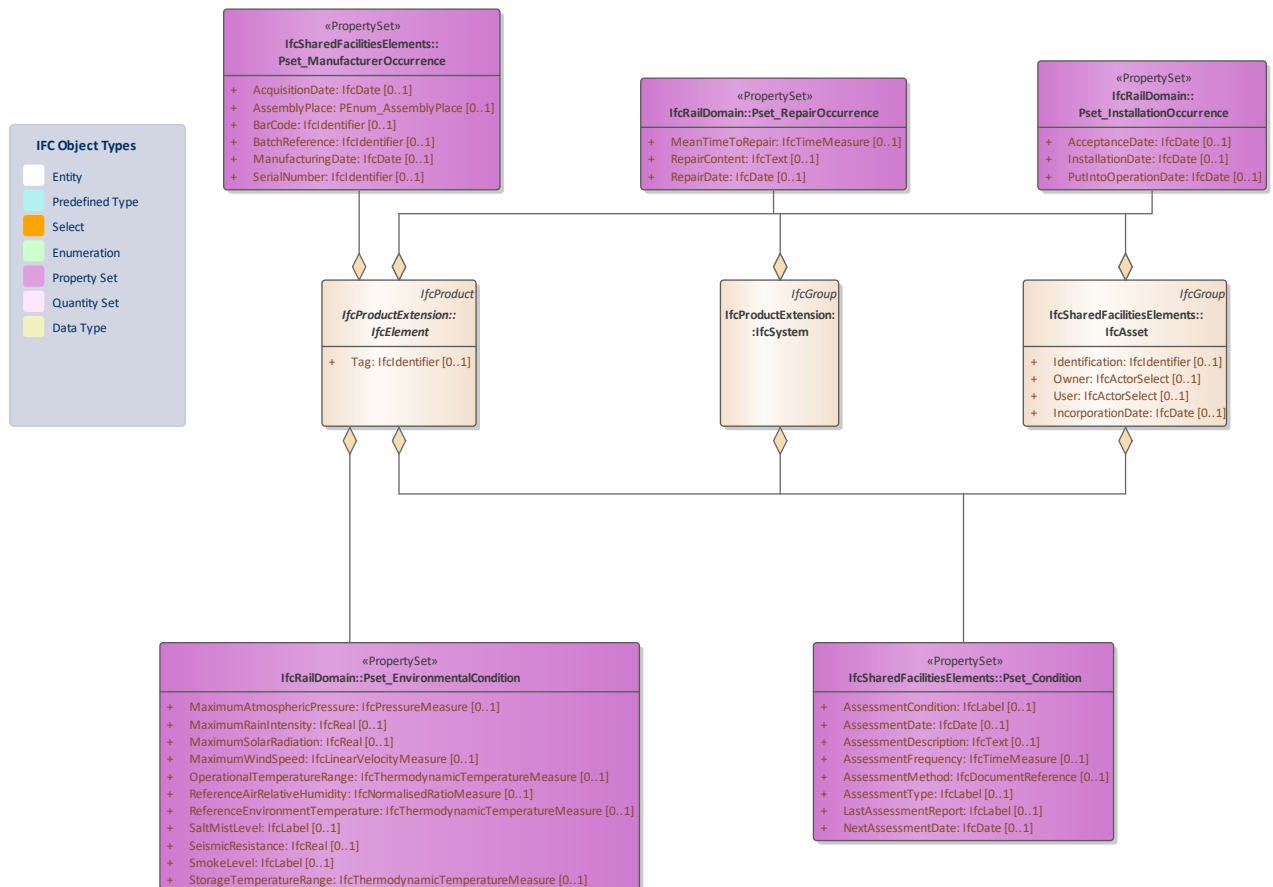 «PropertySet»
IfcSharedFacilitiesElements::
Pset_ManufacturerOccurrence
+ AcquisitionDate: IfcDate [0..1]
+ AssemblyPlace: PEnum_AssemblyPlace [0..1]
+ BarCode: IfcIdentifier [0..1]
+ BatchReference: IfcIdentifier [0..1]
+ ManufacturingDate: IfcDate [0..1]
+ SerialNumber: IfcIdentifier [0..1]
«PropertySet»
IfcRailDomain::Pset_RepairOccurrence
+ MeanTimeToRepair: IfcTimeMeasure [0..1]
+ RepairContent: IfcText [0..1]
+ RepairDate: IfcDate [0..1]
«PropertySet»
IfcRailDomain::
Pset_InstallationOccurrence
+ AcceptanceDate: IfcDate [0..1]
+ InstallationDate: IfcDate [0..1]
+ PutIntoOperationDate: IfcDate [0..1]
IFC Object Types
Entity
Predefined Type
Select
Enumeration
Property Set
Quantity Set
Data Type
IfcProduct
IfcProductExtension::
IfcElement
+ Tag: IfcIdentifier [0..1]
IfcGroup
IfcProductExtension:
:IfcSystem
IfcGroup
IfcSharedFacilitiesElements::
IfcAsset
+ Identification: IfcIdentifier [0..1]
+ Owner: IfcActorSelect [0..1]
+ User: IfcActorSelect [0..1]
+ IncorporationDate: IfcDate [0..1]
«PropertySet»
IfcRailDomain::Pset_EnvironmentalCondition
+ MaximumAtmosphericPressure: IfcPressureMeasure [0..1]
+ MaximumRainIntensity: IfcReal [0..1]
+ MaximumSolarRadiation: IfcReal [0..1]
+ MaximumWindSpeed: IfcLinearVelocityMeasure [0..1]
+ OperationalTemperatureRange: IfcThermodynamicTemperatureMeasure [0..1]
+ ReferenceAirRelativeHumidity: IfcNormalisedRatioMeasure [0..1]
+ ReferenceEnvironmentTemperature: IfcThermodynamicTemperatureMeasure [0..1]
+ SaltMistLevel: IfcLabel [0..1]
+ SeismicResistance: IfcReal [0..1]
+ SmokeLevel: IfcLabel [0..1]
+ StorageTemperatureRange: IfcThermodynamicTemperatureMeasure [0..1]
«PropertySet»
IfcSharedFacilitiesElements::Pset_Condition
+ AssessmentCondition: IfcLabel [0..1]
+ AssessmentDate: IfcDate [0..1]
+ AssessmentDescription: IfcText [0..1]
+ AssessmentFrequency: IfcTimeMeasure [0..1]
+ AssessmentMethod: IfcDocumentReference [0..1]
+ AssessmentType: IfcLabel [0..1]
+ LastAssessmentReport: IfcLabel [0..1]
+ NextAssessmentDate: IfcDate [0..1]